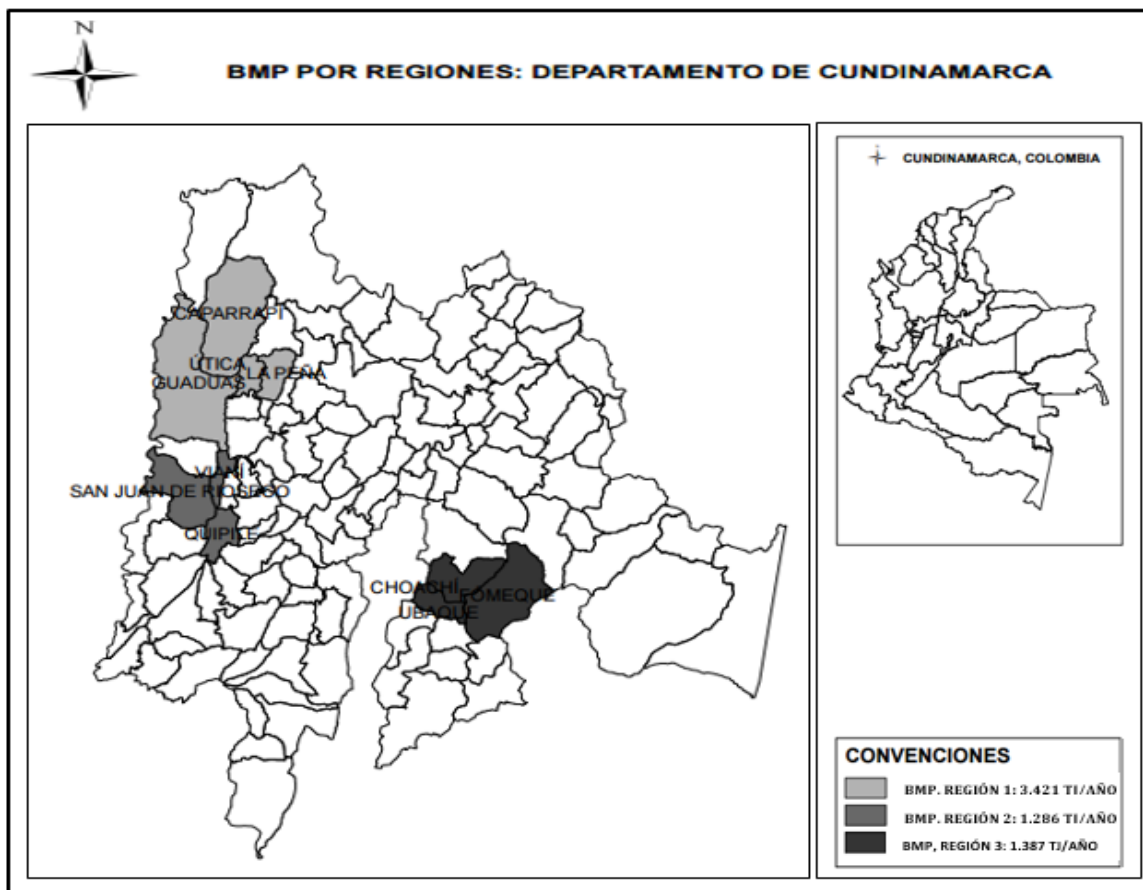 N
BMP POR REGIONES: DEPARTAMENTO DE CUNDINAMARCA
CUNDINAMARCA, COLOMBIA
CAPARRAPÍ
ÚTICA
LA PEÑA
GUADUAS
VIANÍ
SAN JUAN DE RIOSECO
QUIPILE
CHOACHÍ
FOMEQUE
UBAQUE
CONVENCIONES
BMP. REGIÓN 1: 3.421 TJ/AÑO
BMP. REGIÓN 2: 1.286 TJ/AÑO
BMP, REGIÓN 3: 1.387 TJ/AÑO